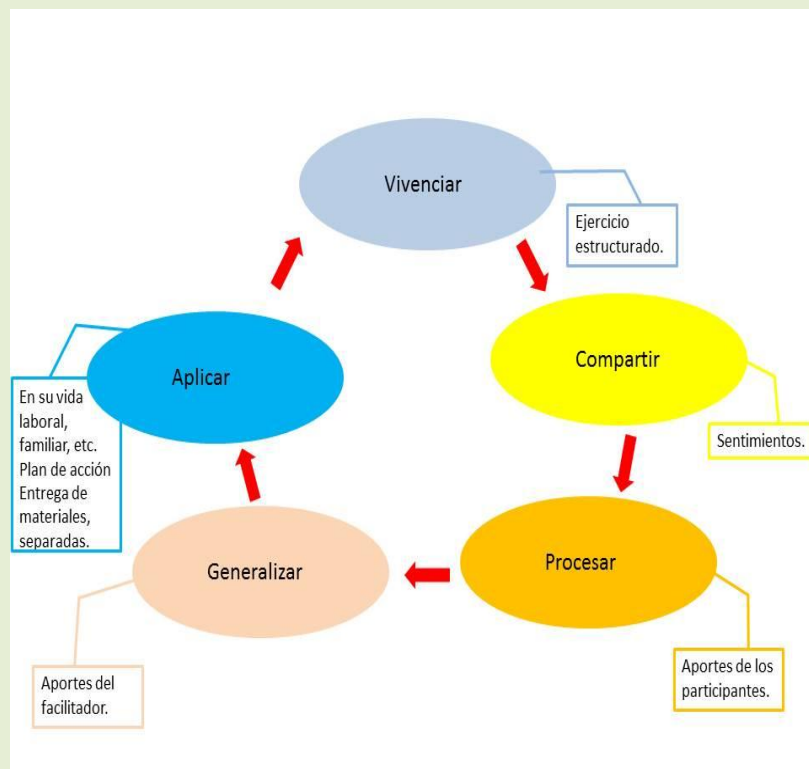 Vivenciar
Ejercicio
estructurado.
Compartir
Sentimientos.
Procesar
Aportes de los
participantes.
Generalizar
Aportes del
facilitador.
Aplicar
En su vida
laboral,
familiar, etc.
Plan de acción
Entrega de
materiales,
separadas.